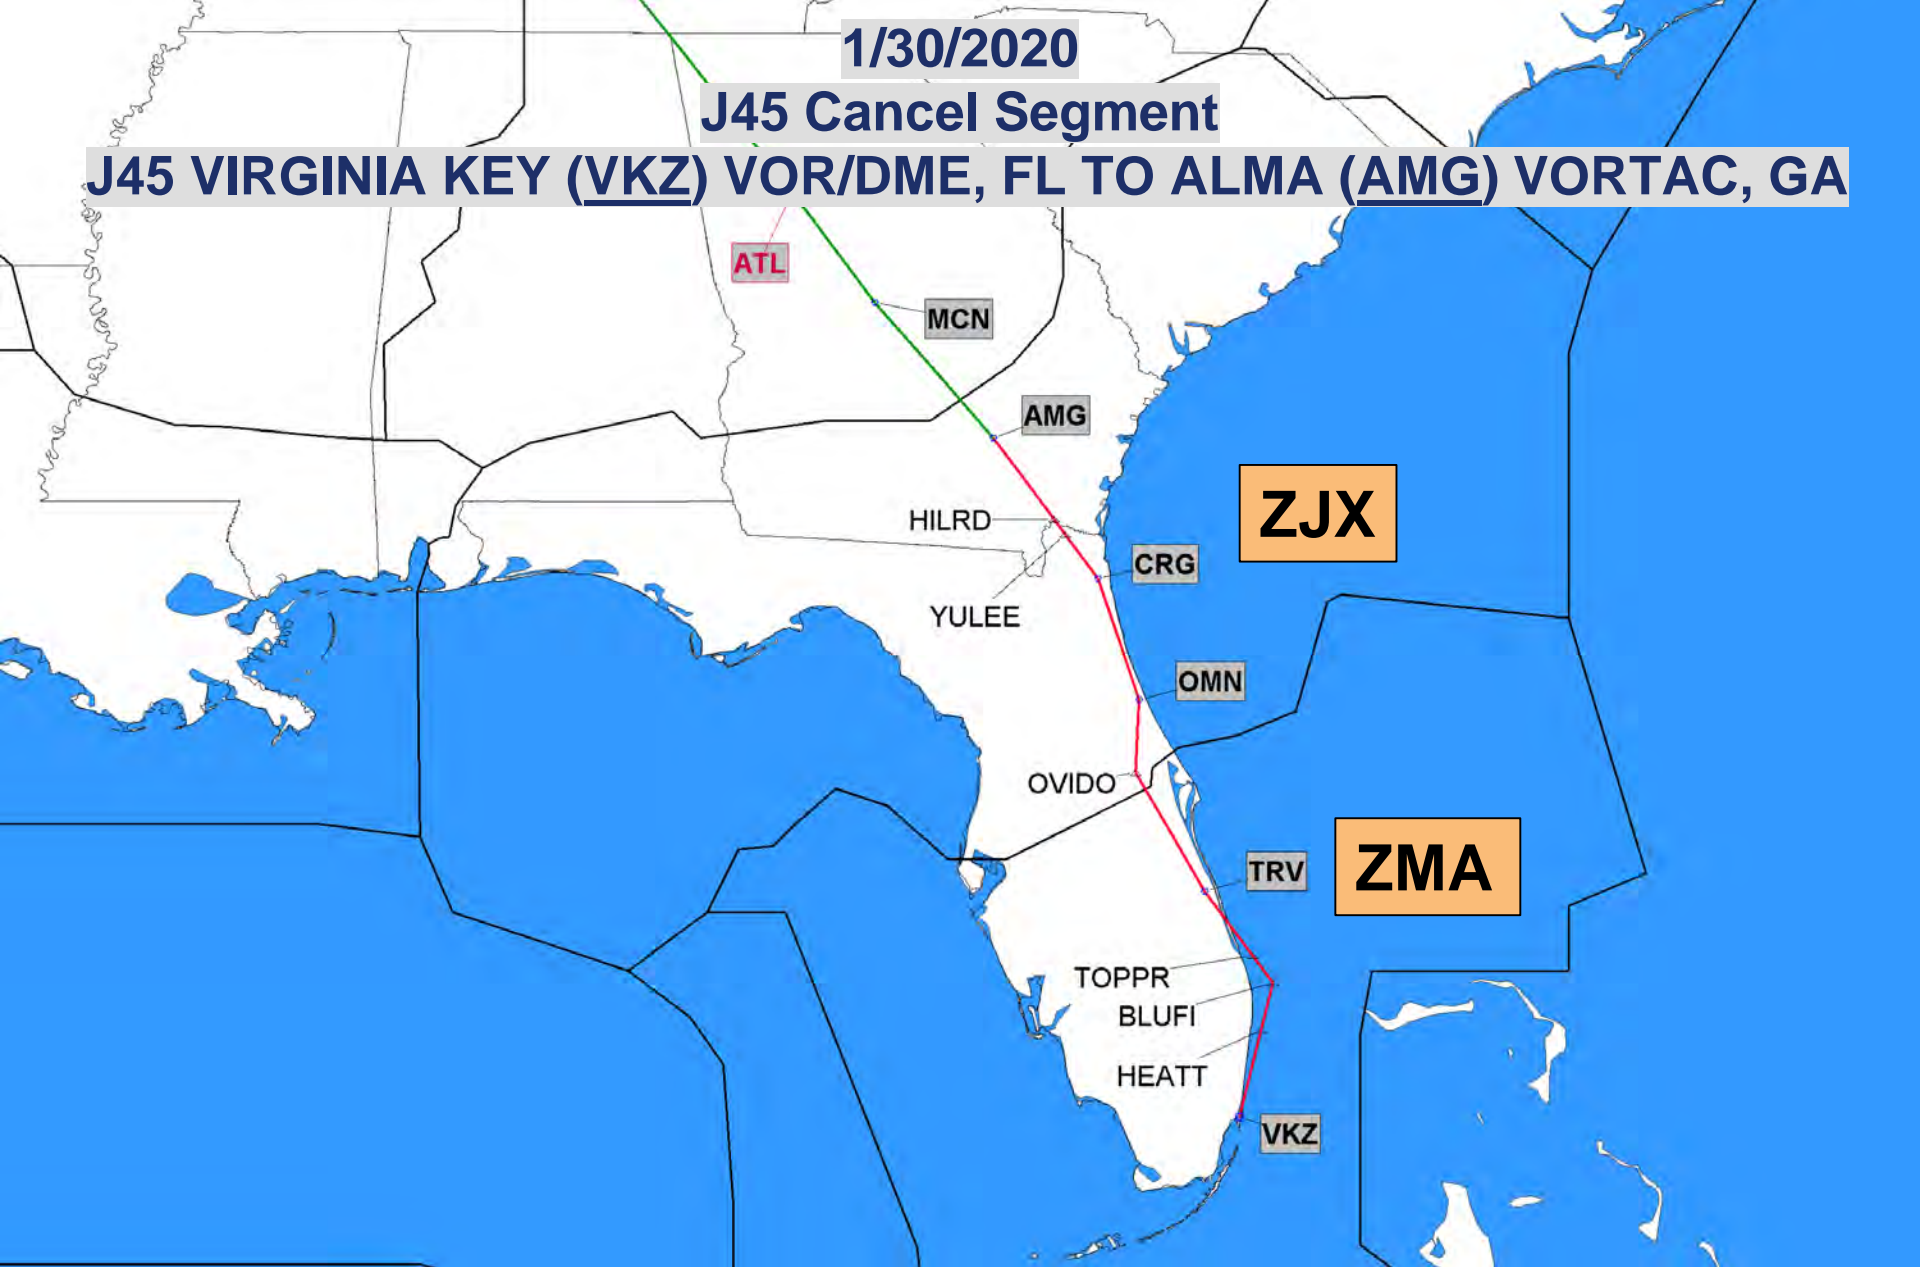 1/30/2020
J45 Cancel Segment
J45 VIRGINIA KEY (VKZ) VOR/DME, FL TO ALMA (AMG) VORTAC, GA
ATL
MCN
AMG
HILRD
ZJX
CRG
YULEE
OMN
OVIDO
TRV
ZMA
TOPPR
BLUFI
HEATT
VKZ